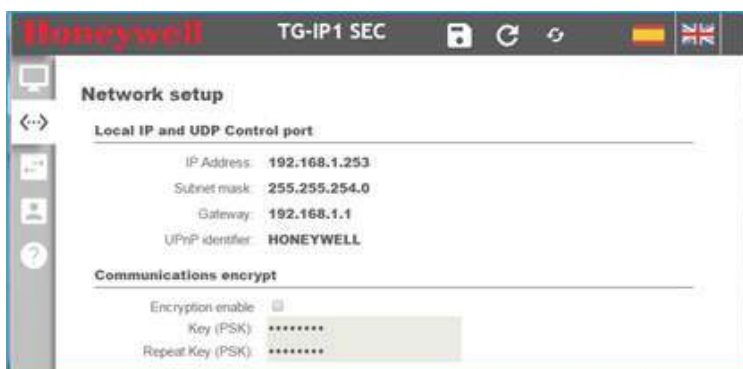 Honeywell TG-IP1 SEC
Network setup
Local IP and UDP Control port
IP Address: 192.168.1.253
Subnet mask: 255.255.254.0
Gateway: 192.168.1.1
UPnP identifier: HONEYWELL
Communications encrypt
Encryption enable
Key (PSK): ••••••••
Repeat Key (PSK): ••••••••